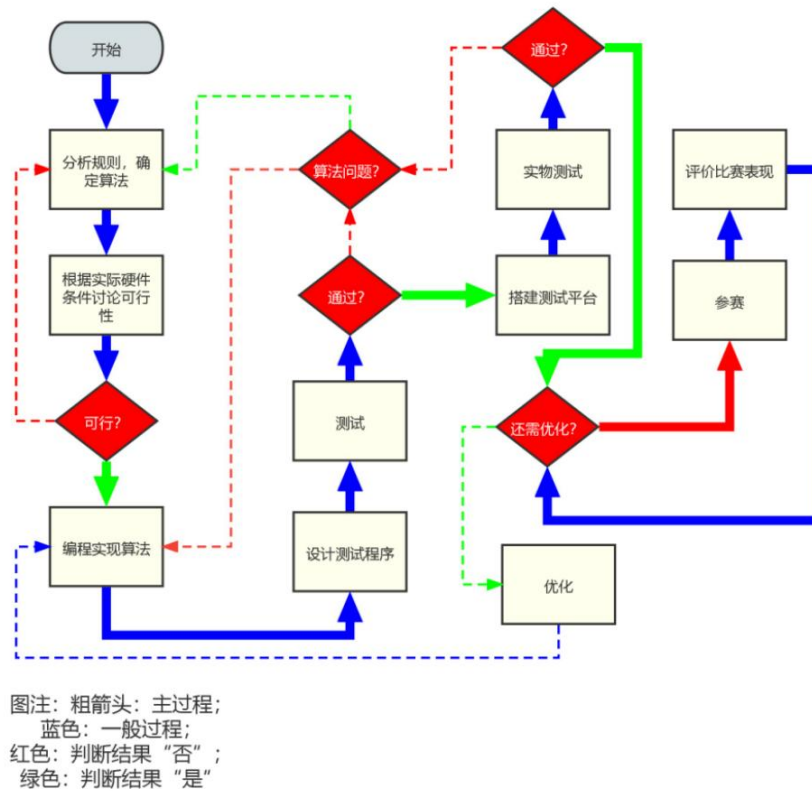 开始
分析规则，确
定算法
根据实际硬件
条件讨论可行
性
可行?
编程实现算法
算法问题?
通过?
测试
设计测试程序
通过?
实物测试
搭建测试平台
还需优化?
优化
评价比赛表现
参赛
图注：粗箭头：主过程；
蓝色：一般过程；
红色：判断结果“否”；
绿色：判断结果“是”